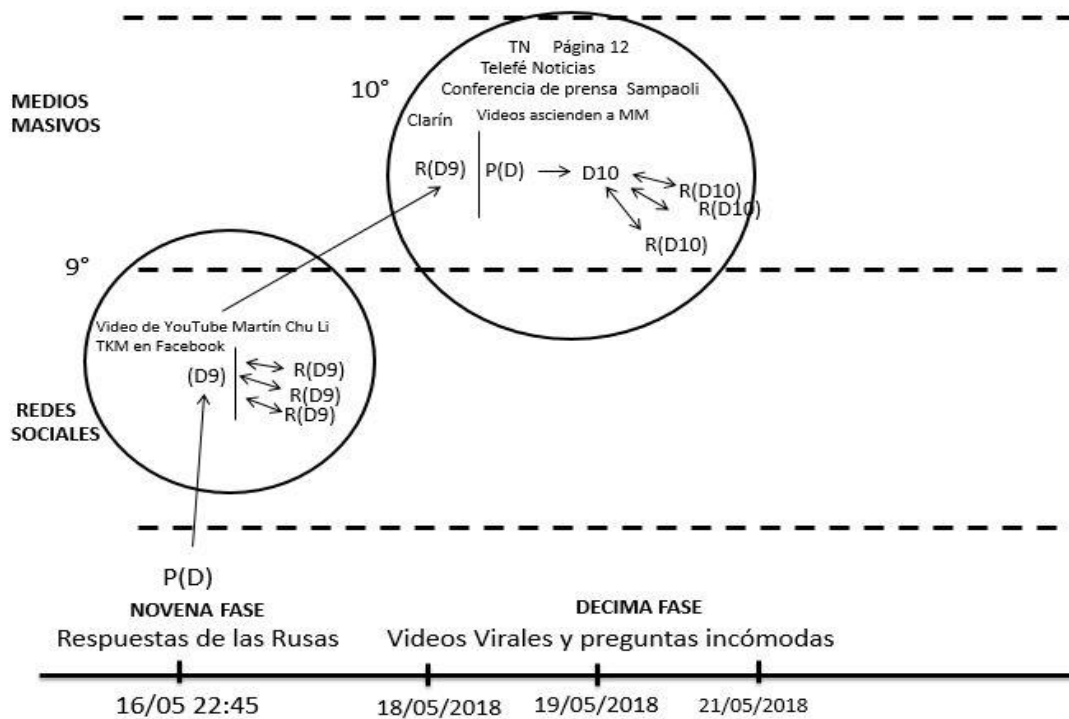 TN Página 12
Telefé Noticias
Conferencia de prensa Sampaoli
10°
MEDIOS
MASIVOS
Clarín Videos ascienden a MM
R(D9) P(D) D10 R(D10)
R(D10)
R(D10)
9°
Video de YouTube Martín Chu Li
TKM en Facebook
(D9) R(D9)
R(D9)
R(D9)
REDES
SOCIALES
P(D)
NOVENA FASE
Respuestas de las Rusas
DECIMA FASE
Videos Virales y preguntas incómodas
16/05 22:45 18/05/2018 19/05/2018 21/05/2018